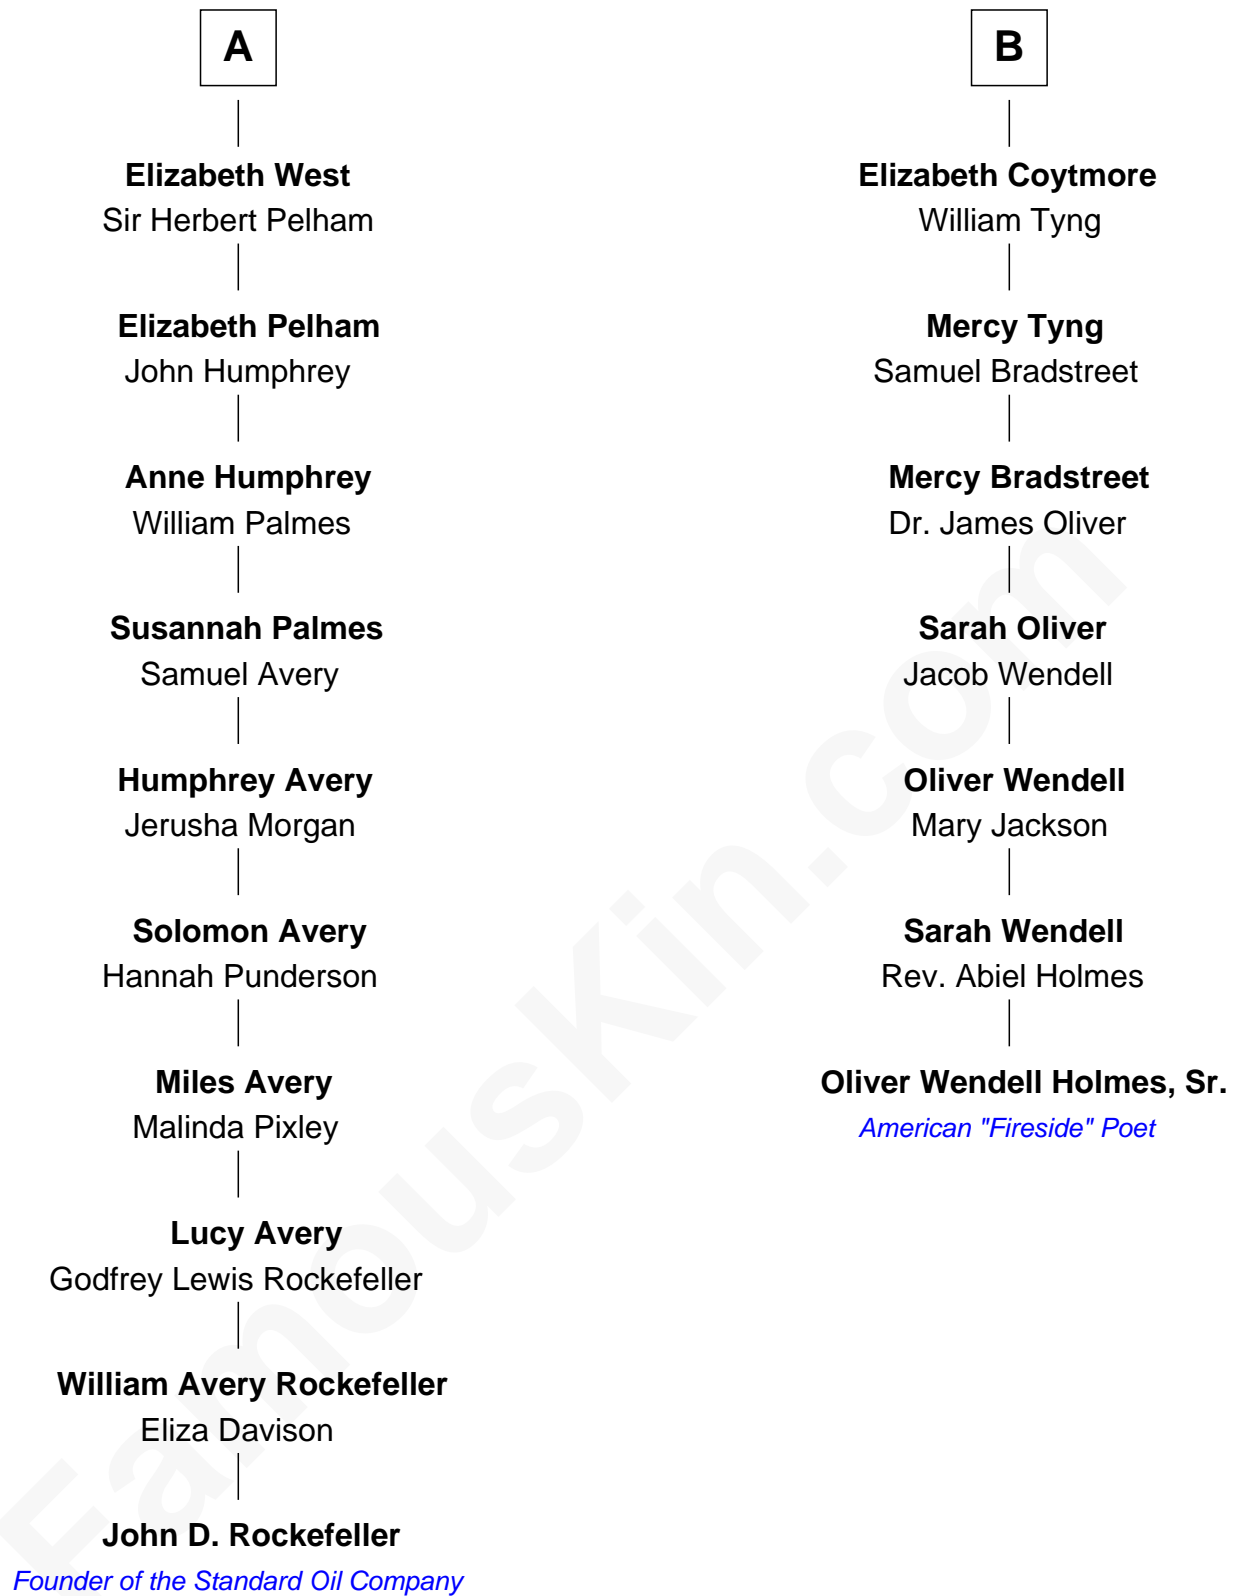 A
Elizabeth West
Sir Herbert Pelham
Elizabeth Pelham
John Humphrey
Anne Humphrey
William Palmes
Susannah Palmes
Samuel Avery
Humphrey Avery
Jerusha Morgan
Solomon Avery
Hannah Punderson
Miles Avery
Malinda Pixley
Lucy Avery
Godfrey Lewis Rockefeller
William Avery Rockefeller
Eliza Davison
John D. Rockefeller
Founder of the Standard Oil Company
B
Elizabeth Coytmore
William Tyng
Mercy Tyng
Samuel Bradstreet
Mercy Bradstreet
Dr. James Oliver
Sarah Oliver
Jacob Wendell
Oliver Wendell
Mary Jackson
Sarah Wendell
Rev. Abiel Holmes
Oliver Wendell Holmes, Sr.
American "Fireside" Poet
FamousKin.com